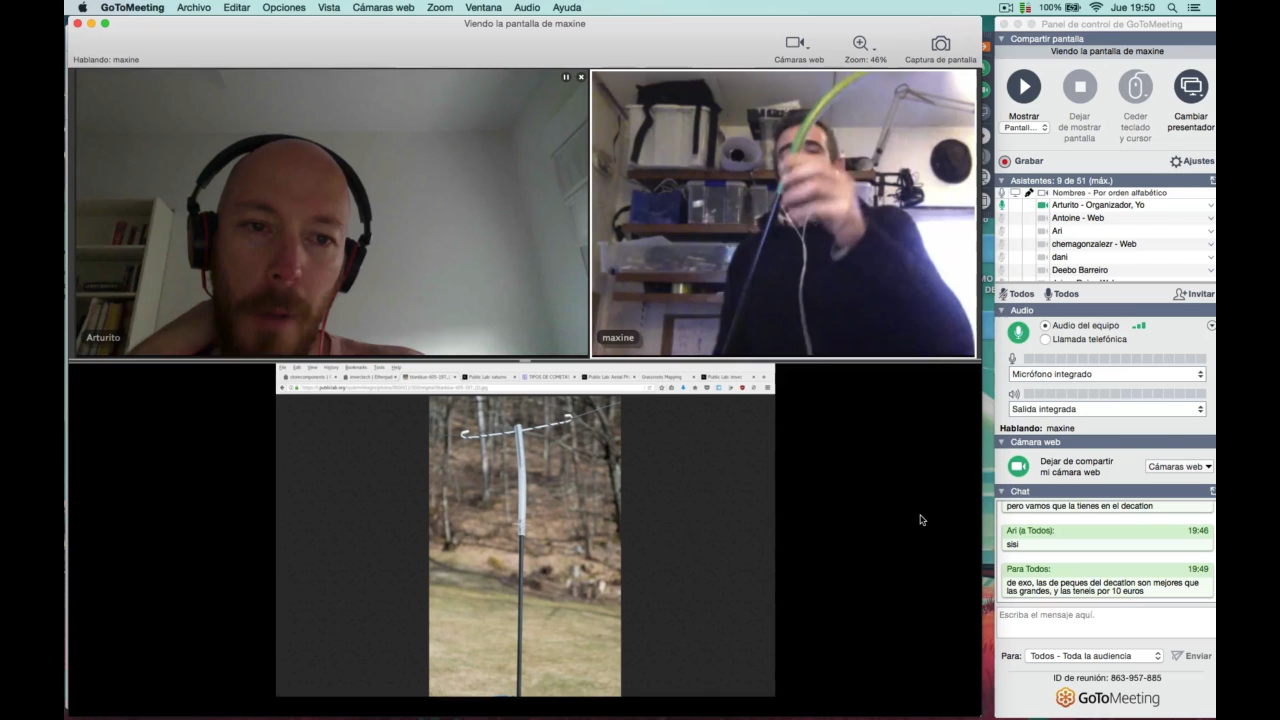 GoToMeeting Archivo Editar Opciones Vista Cámaras web Zoom Ventana Audio Ayuda
100% Jue 19:50
Viendo la pantalla de maxine
Hablando: maxine
Cámaras web
Zoom: 46%
Captura de pantalla
Arturito
maxine
File Edit View History Bookmarks Tools Help
Panel de control de GoToMeeting
Compartir pantalla
Viendo la pantalla de maxine
Mostrar
Pantall...
Dejar
de mostrar
pantalla
Ceder
teclado
y cursor
Cambiar
presentador
Grabar
Ajustes
Asistentes: 9 de 51 (máx.)
Nombres - Por orden alfabético
Arturito - Organizador, Yo
Antoine - Web
Ari
chemagonzalezr - Web
dani
Deebo Barreiro
Todos Todos Invitar
Audio
Audio del equipo
Llamada telefónica
Micrófono integrado
Salida integrada
Hablando: maxine
Cámara web
Dejar de compartir
mi cámara web
Cámaras web
Chat
pero vamos que la tienes en el decation
Ari (a Todos): 19:46
sisi
Para Todos: 19:49
de exo, las de peques del decation son mejores que
las grandes, y las teneis por 10 euros
Escriba el mensaje aquí.
Para: Todos - Toda la audiencia Enviar
ID de reunión: 863-957-885
GoToMeeting